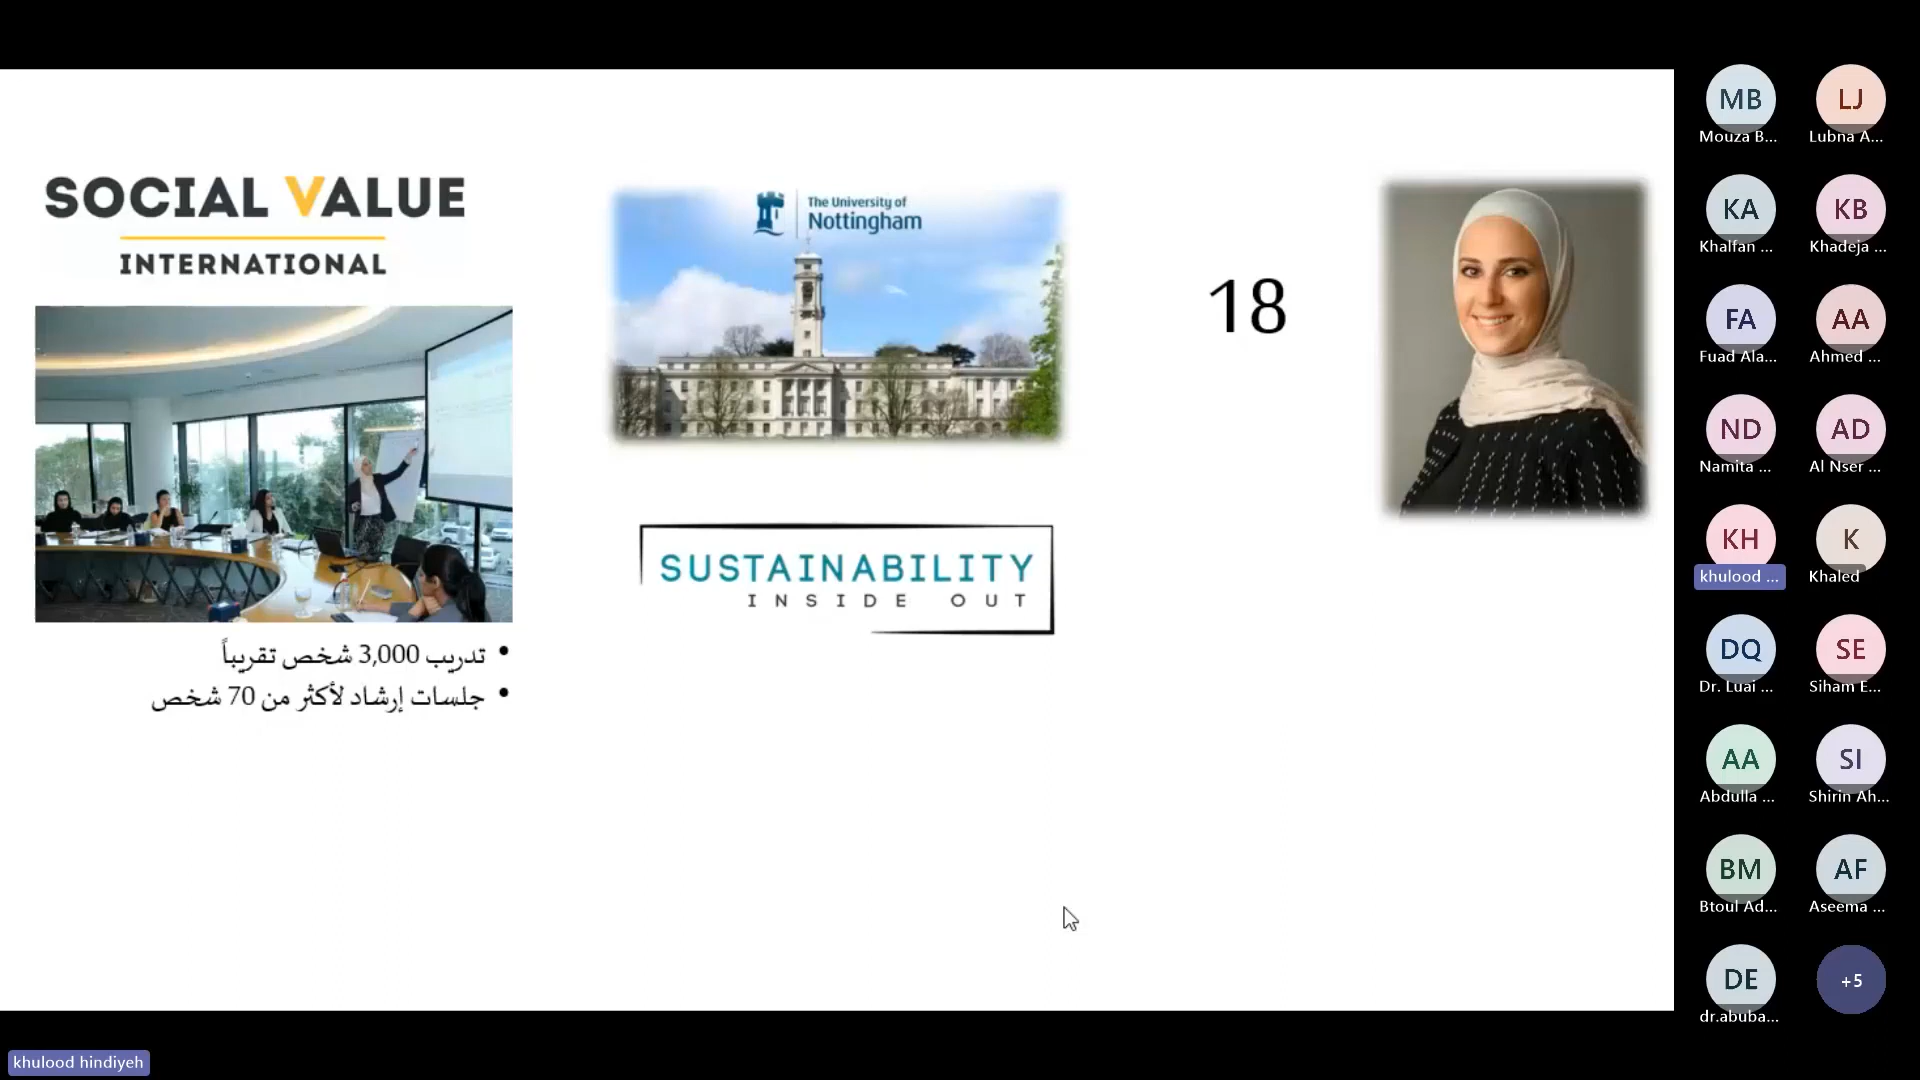 SOCIAL VALUE
INTERNATIONAL
The University of
Nottingham
18
SUSTAINABILITY
INSIDE OUT
• تدريب 3,000 شخص تقريباً
• جلسات إرشاد لأكثر من 70 شخص
MB
Mouza B...
LJ
Lubna A...
KA
Khalfan ...
KB
Khadeja ...
FA
Fuad Ala...
AA
Ahmed ...
ND
Namita ...
AD
Al Nser ...
KH
khulood ...
K
Khaled
DQ
Dr. Luai ...
SE
Siham E...
AA
Abdulla ...
SI
Shirin Ah...
BM
Btoul Ad...
AF
Aseema ...
DE
dr.abuba...
+5
khulood hindiyeh